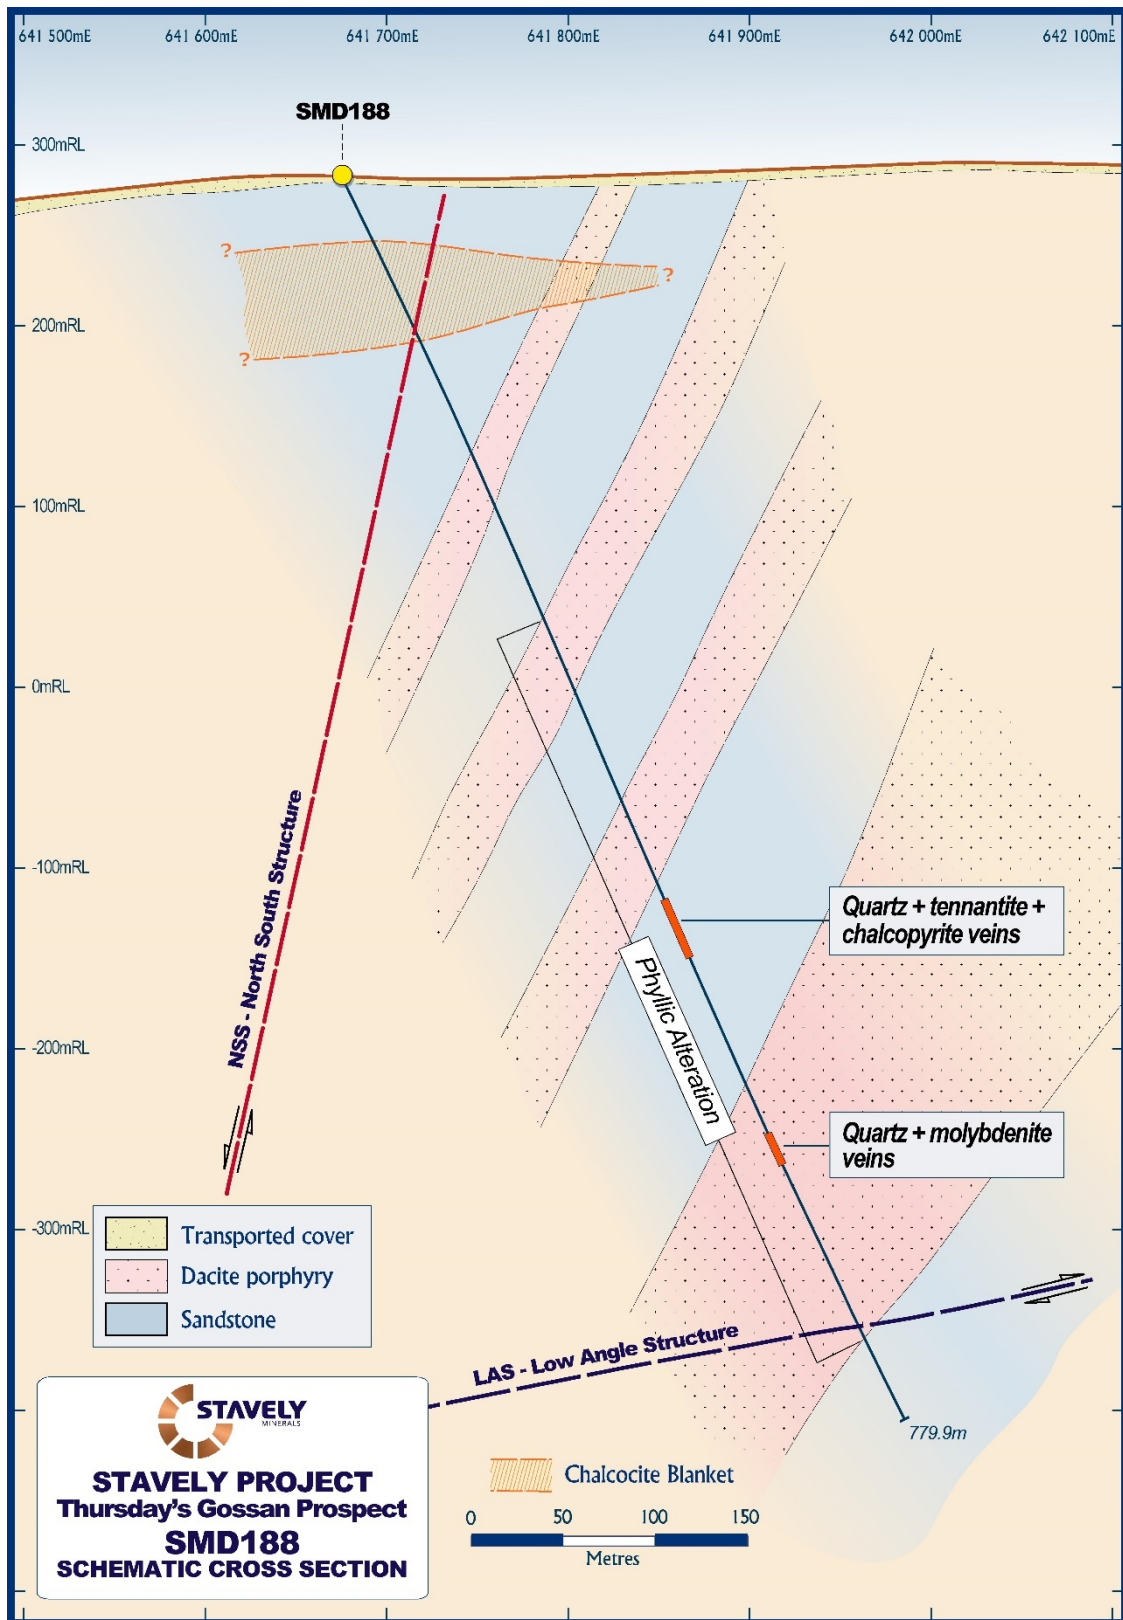 641 500mE
641 600mE
641 700mE
641 800mE
641 900mE
642 000mE
642 100mE
SMD188
300mRL
?
?
200mRL
?
100mRL
0mRL
NSS - North South Structure
-100mRL
Quartz + tennantite +
chalcopyrite veins
Phyllic Alteration
-200mRL
Quartz + molybdenite
veins
-300mRL
Transported cover
Dacite porphyry
Sandstone
LAS - Low Angle Structure
779.9m
STAVELY
MINERALS
STAVELY PROJECT
Thursday's Gossan Prospect
SMD188
SCHEMATIC CROSS SECTION
Chalcocite Blanket
0
50
100
150
Metres